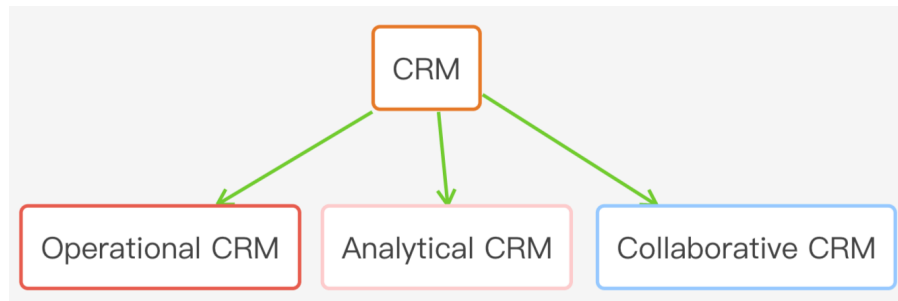 CRM
Operational CRM
Analytical CRM
Collaborative CRM